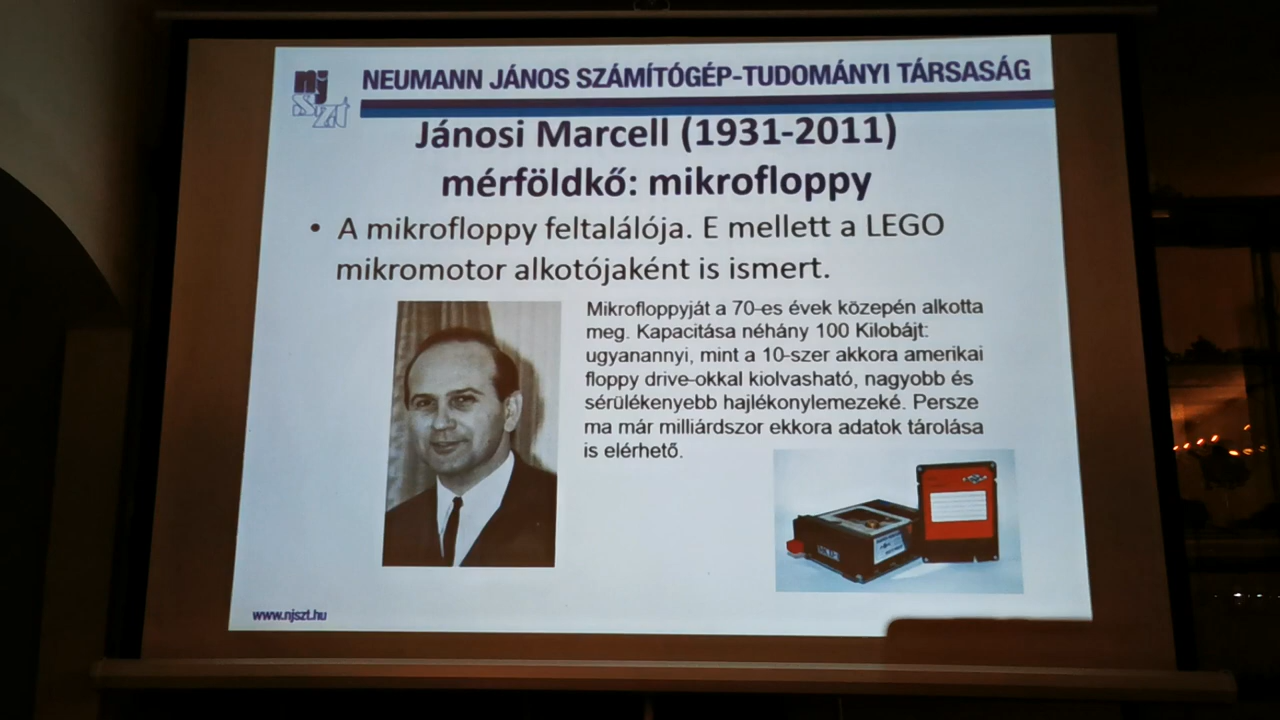 nj
szt
NEUMANN JÁNOS SZÁMÍTÓGÉP-TUDOMÁNYI TÁRSASÁG
Jánosi Marcell (1931-2011)
mérföldkő: mikrofloppy
• A mikrofloppy feltalálója. E mellett a LEGO
mikromotor alkotójaként is ismert.
Mikrofloppyját a 70-es évek közepén alkotta
meg. Kapacitása néhány 100 Kilobájt:
ugyanannyi, mint a 10-szer akkora amerikai
floppy drive-okkal kiolvasható, nagyobb és
sérülékenyebb hajlékonylemezeké. Persze
ma már milliárdszor ekkora adatok tárolása
is elérhető.
www.njszt.hu